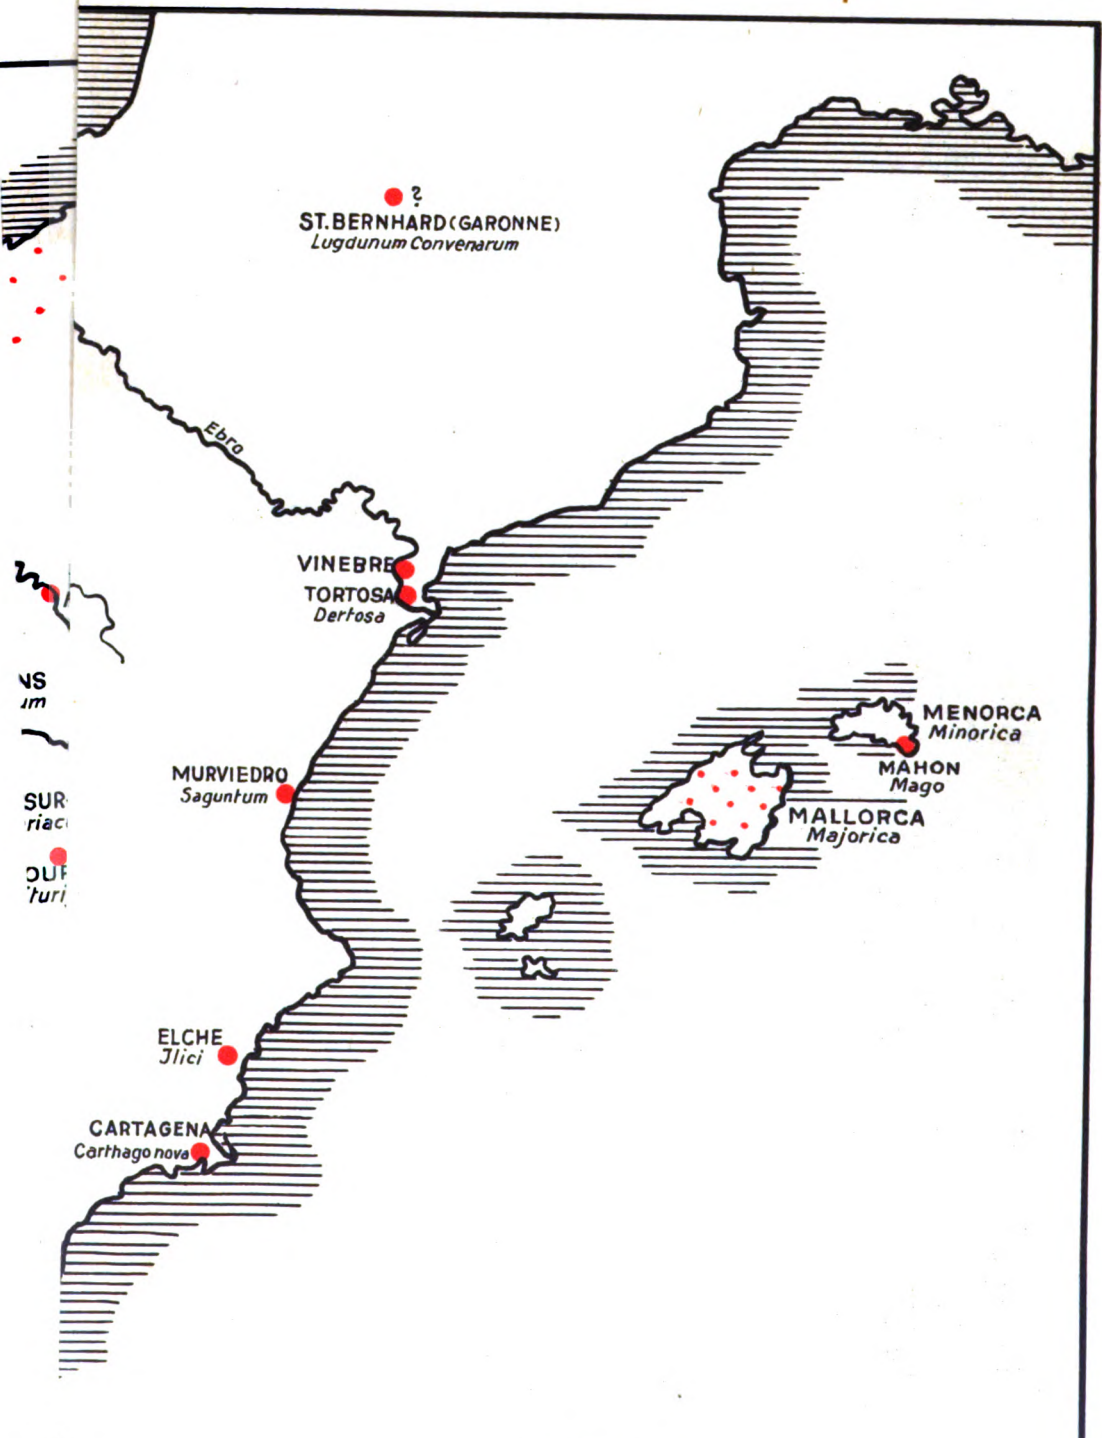 ?
ST. BERNHARD (GARONNE)
Lugdunum Convenarum
Ebro
VINEBRE
TORTOSA
Dertosa
MENORCA
Minorica
MAHON
Mago
MURVIEDRO
Saguntum
MALLORCA
Majorica
ELCHE
Jlici
CARTAGENA
Carthago nova